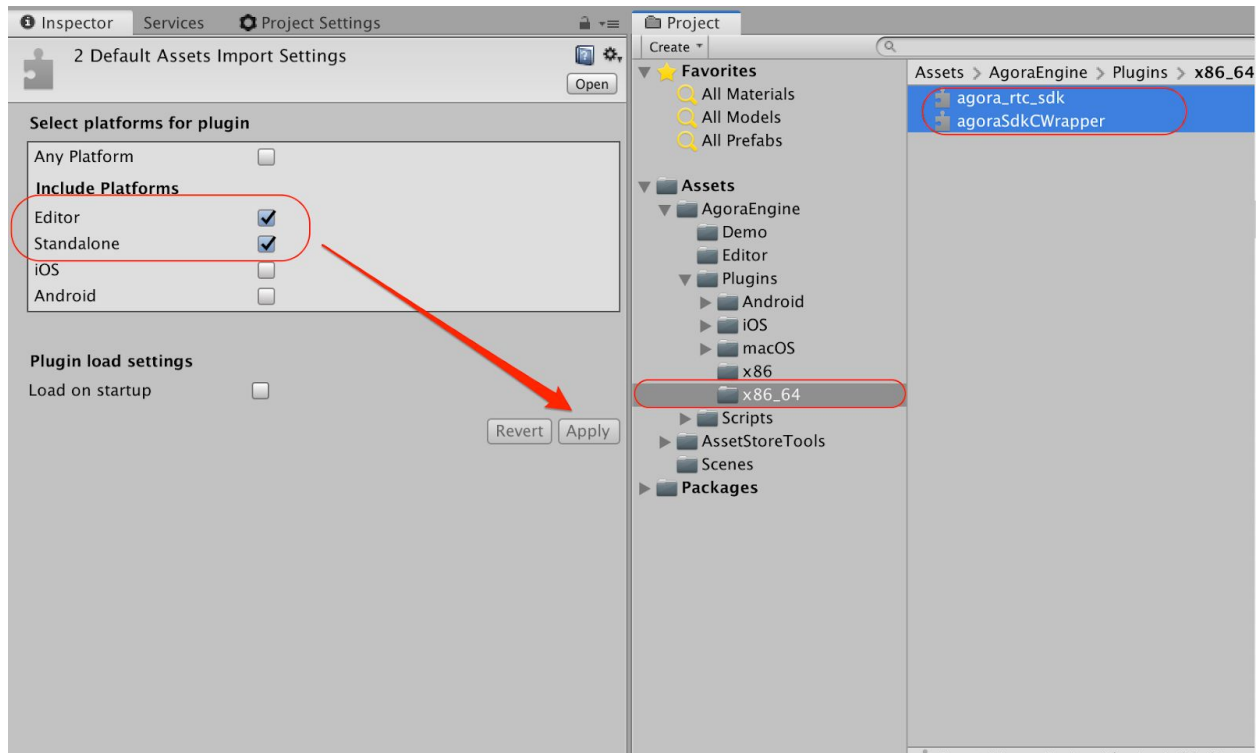 Inspector Services Project Settings
2 Default Assets Import Settings
Open
Select platforms for plugin
Any Platform
Include Platforms
Editor
Standalone
iOS
Android
Plugin load settings
Load on startup
Revert Apply
Project
Create
Favorites
All Materials
All Models
All Prefabs
Assets
AgoraEngine
Demo
Editor
Plugins
Android
iOS
macOS
x86
x86_64
Scripts
AssetStoreTools
Scenes
Packages
Assets > AgoraEngine > Plugins > x86_64
agora_rtc_sdk
agoraSdkCWrapper